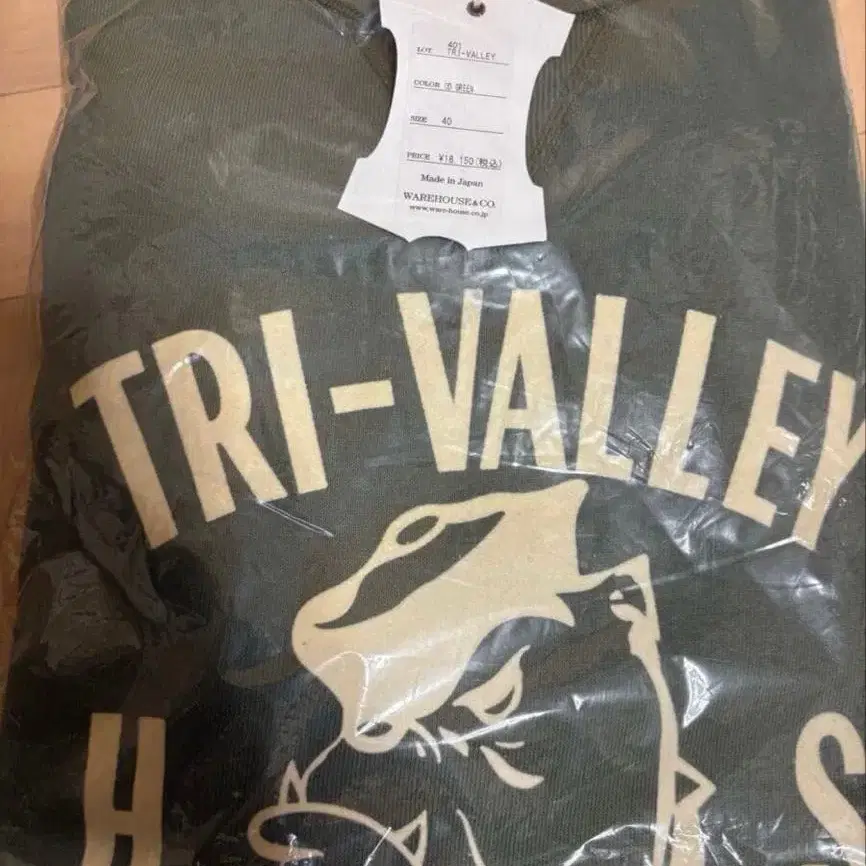 401
LOT TRI-VALLEY
COLOR OD GREEN
SIZE 40
PRICE ¥18,150(税込)
Made in Japan
WAREHOUSE & CO.
www.ware-house.co.jp
TRI-VALLEY
H S